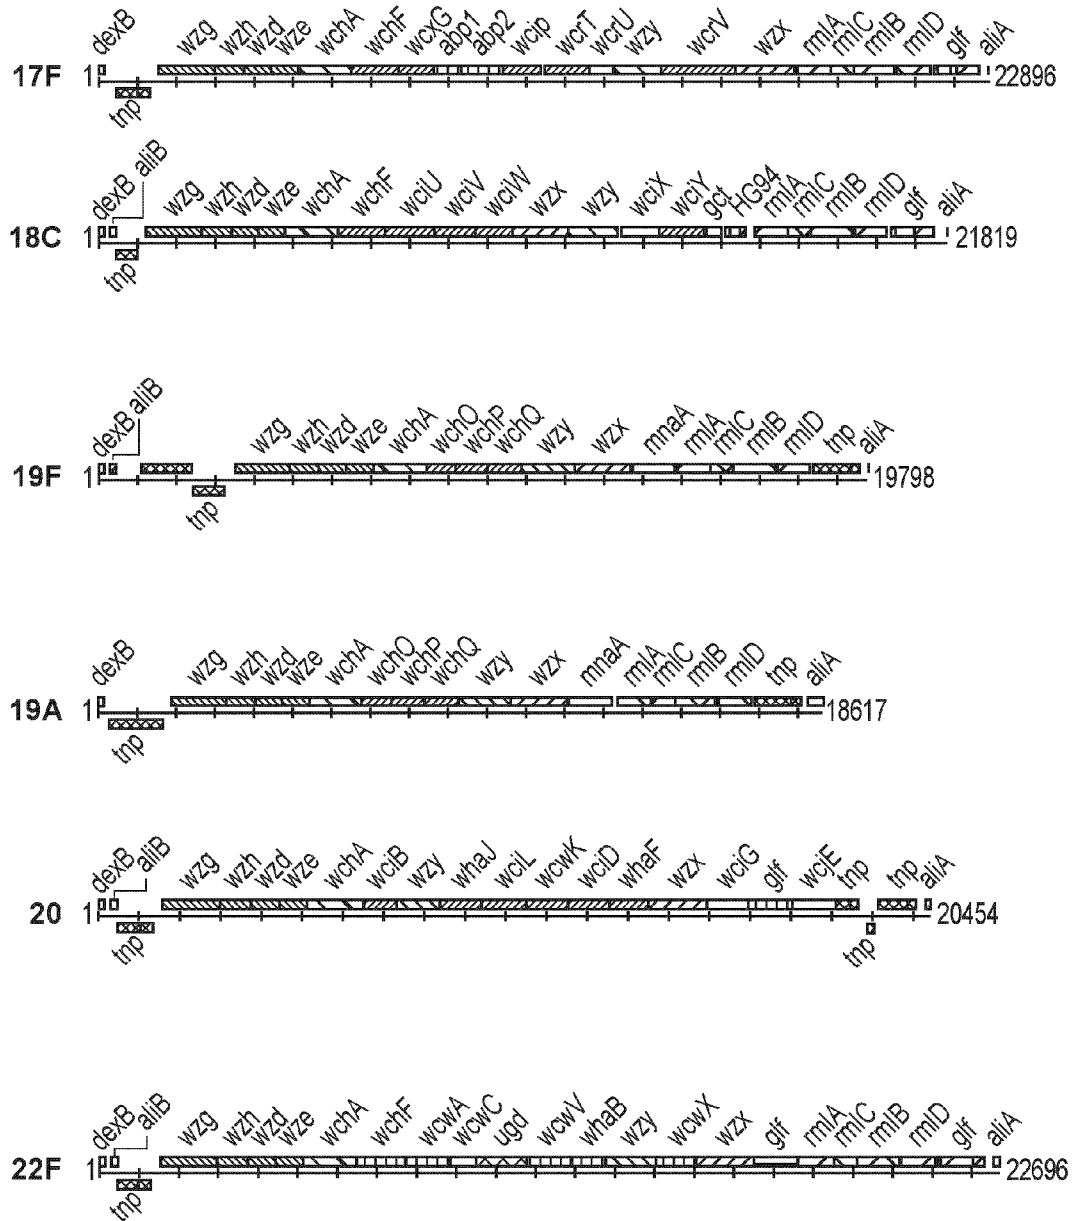 dexB wzg wzh wzd wze wchA wchF wcxG abp1 abp2 wcip wcrT wcrU wzy wcrV wzx rmlA rmlC rmlB rmlD glf aliA
17F 1 22896
tnp
dexB aliB wzg wzh wzd wze wchA wchF wciU wciV wciW wzx wzy wciX wciY gct HG94 rmlA rmlC rmlB rmlD glf aliA
18C 1 21819
tnp
dexB aliB wzg wzh wzd wze wchA wchO wchP wchQ wzy wzx mnaA rmlA rmlC rmlB rmlD tnp aliA
19F 1 19798
tnp
dexB wzg wzh wzd wze wchA wchO wchP wchQ wzy wzx mnaA rmlA rmlC rmlB rmlD tnp aliA
19A 1 18617
tnp
dexB aliB wzg wzh wzd wze wchA wciB wzy whaJ wciL wcwK wciD whaF wzx wciG glf wcjE tnp tnp aliA
20 1 20454
tnp tnp
dexB aliB wzg wzh wzd wze wchA wchF wcwA wcwC ugd wcwV whaB wzy wcwX wzx glf rmlA rmlC rmlB rmlD glf aliA
22F 1 22696
tnp